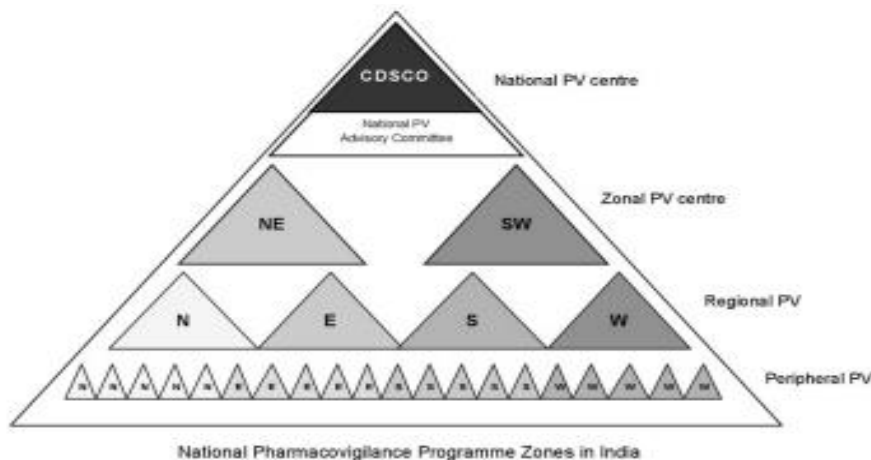 CDSCO
National PV centre
National PV
Advisory Committee
NE
SW
Zonal PV centre
N E S W
Regional PV
N N N N N E E E E E S S S S S W W W W W
Peripheral PV
National Pharmacovigilance Programme Zones in India